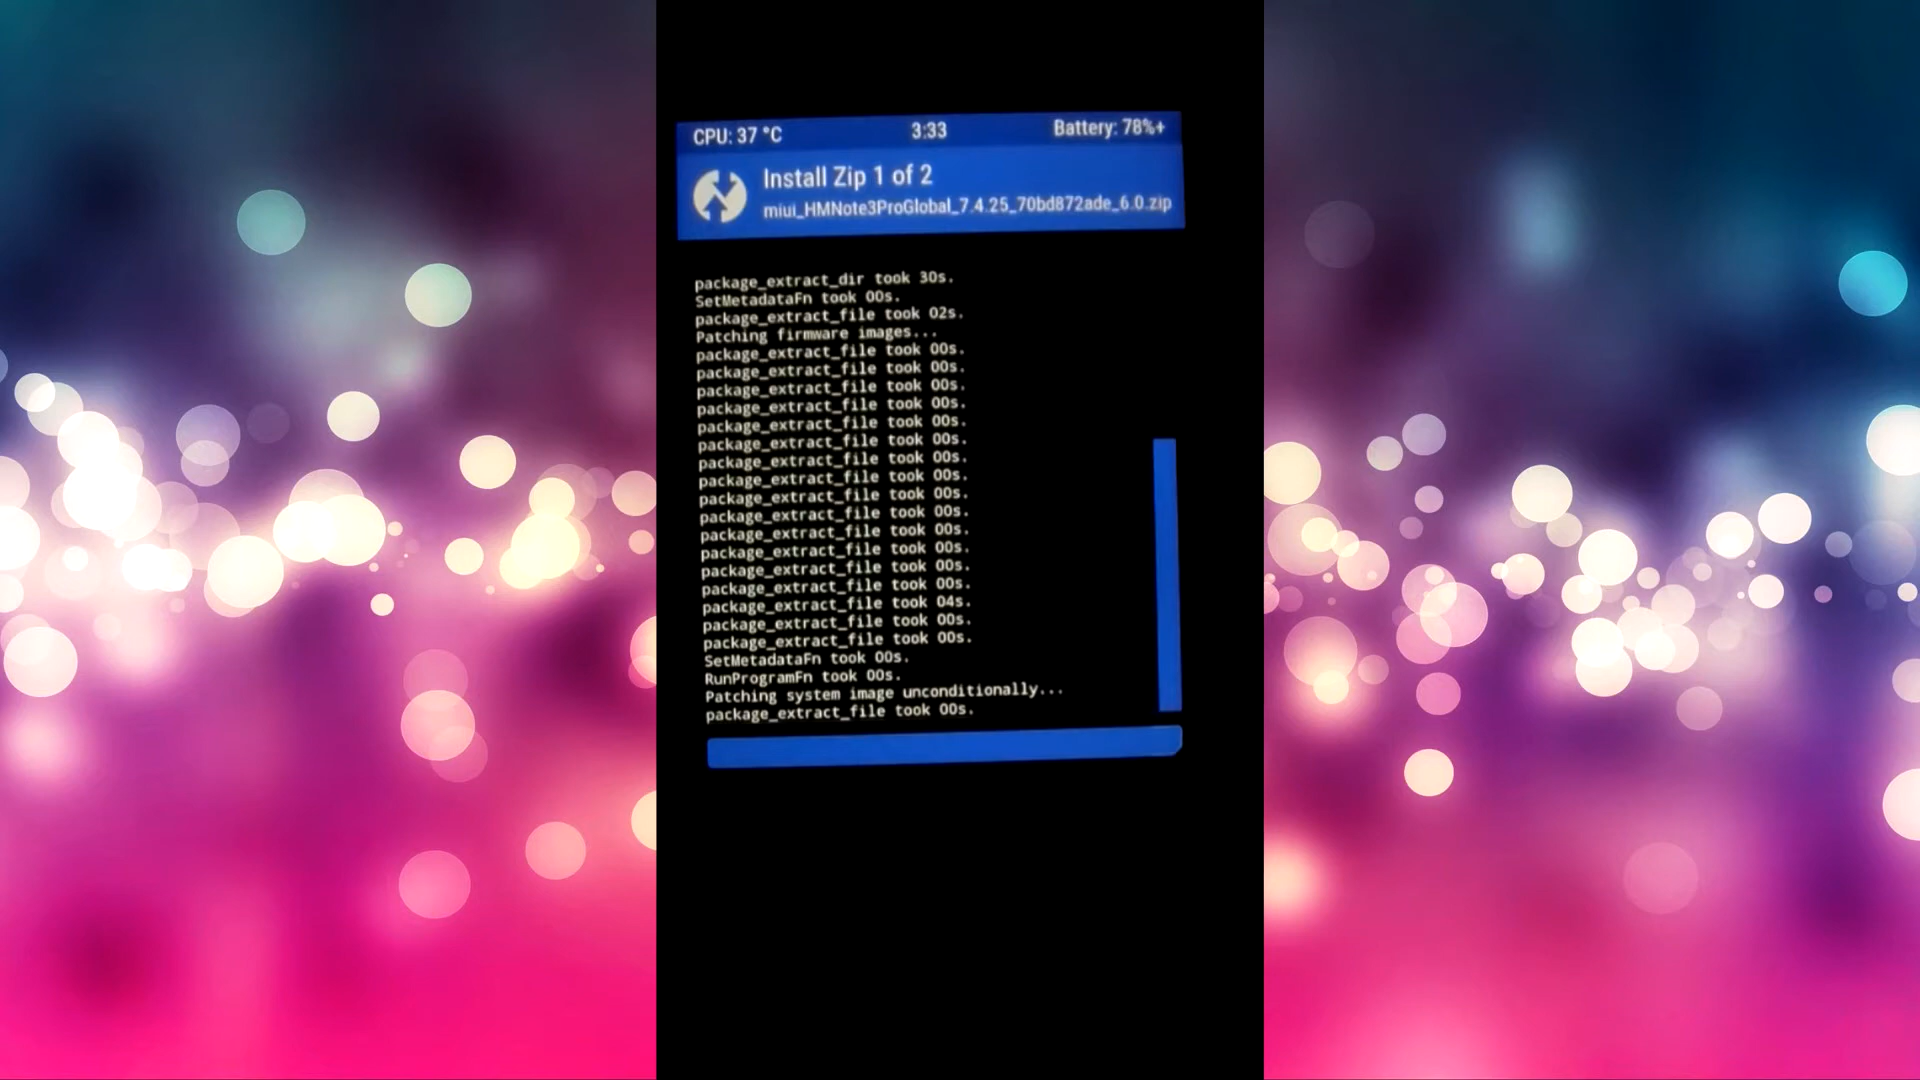 CPU: 37 °C 3:33 Battery: 78%+
Install Zip 1 of 2
miui_HMNote3ProGlobal_7.4.25_70bd872ade_6.0.zip
package_extract_dir took 30s.
SetMetadataFn took 00s.
package_extract_file took 02s.
Patching firmware images...
package_extract_file took 00s.
package_extract_file took 00s.
package_extract_file took 00s.
package_extract_file took 00s.
package_extract_file took 00s.
package_extract_file took 00s.
package_extract_file took 00s.
package_extract_file took 00s.
package_extract_file took 00s.
package_extract_file took 00s.
package_extract_file took 00s.
package_extract_file took 00s.
package_extract_file took 00s.
package_extract_file took 00s.
package_extract_file took 04s.
package_extract_file took 00s.
package_extract_file took 00s.
SetMetadataFn took 00s.
RunProgramFn took 00s.
Patching system image unconditionally...
package_extract_file took 00s.